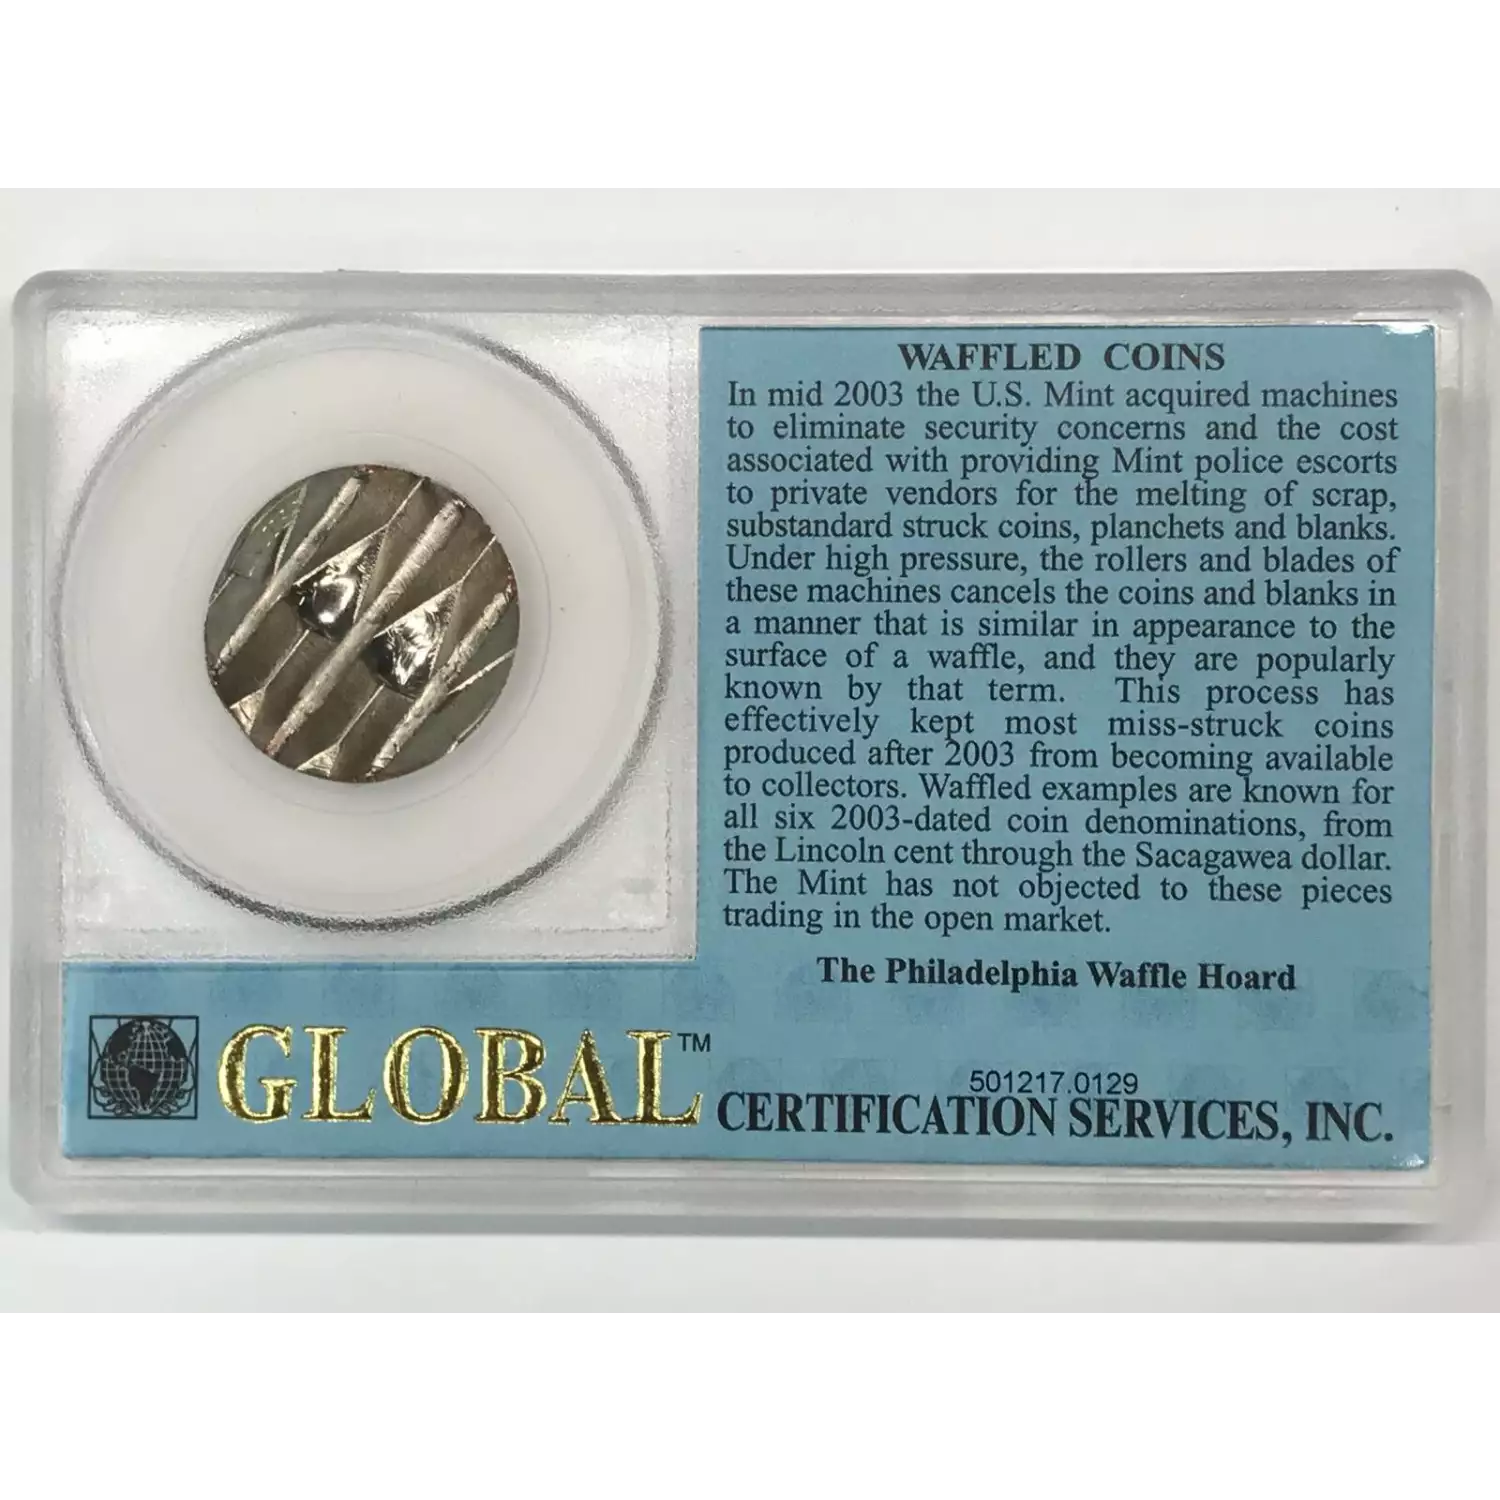 WAFFLED COINS
In mid 2003 the U.S. Mint acquired machines
to eliminate security concerns and the cost
associated with providing Mint police escorts
to private vendors for the melting of scrap,
substandard struck coins, planchets and blanks.
Under high pressure, the rollers and blades of
these machines cancels the coins and blanks in
a manner that is similar in appearance to the
surface of a waffle, and they are popularly
known by that term. This process has
effectively kept most miss-struck coins
produced after 2003 from becoming available
to collectors. Waffled examples are known for
all six 2003-dated coin denominations, from
the Lincoln cent through the Sacagawea dollar.
The Mint has not objected to these pieces
trading in the open market.
The Philadelphia Waffle Hoard
GLOBAL™
501217.0129
CERTIFICATION SERVICES, INC.